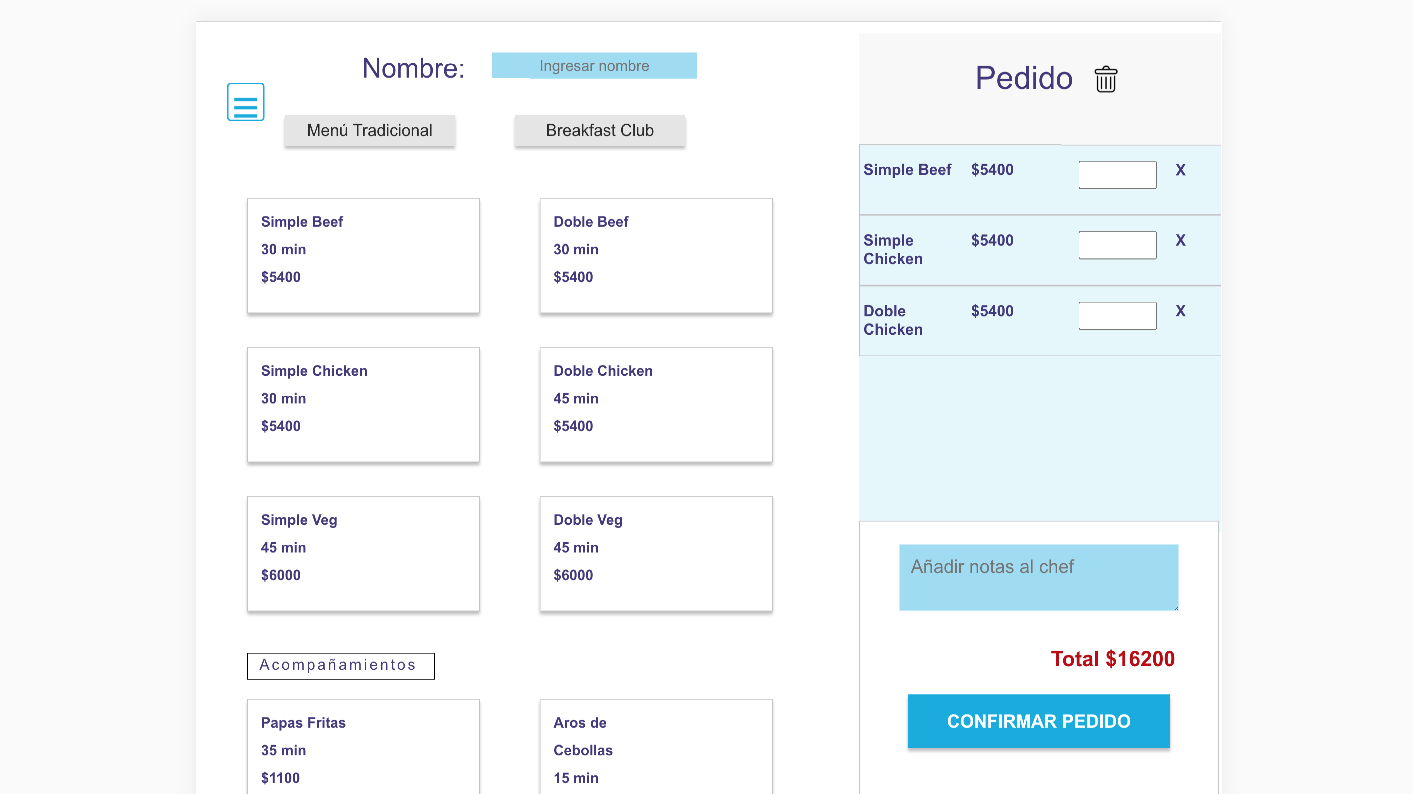 Nombre:
Ingresar nombre
Menú Tradicional
Breakfast Club
Simple Beef
30 min
$5400
Doble Beef
30 min
$5400
Simple Chicken
30 min
$5400
Doble Chicken
45 min
$5400
Simple Veg
45 min
$6000
Doble Veg
45 min
$6000
Acompañamientos
Papas Fritas
35 min
$1100
Aros de
Cebollas
15 min
Pedido
Simple Beef $5400 X
Simple
Chicken
$5400 X
Doble
Chicken
$5400 X
Añadir notas al chef
Total $16200
CONFIRMAR PEDIDO